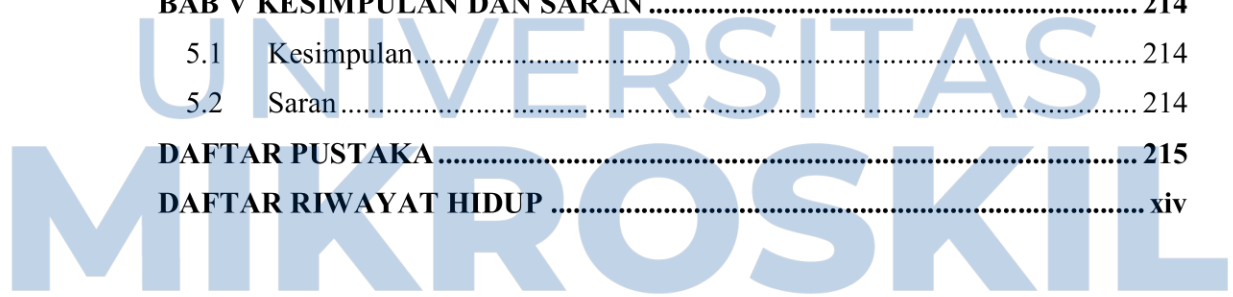 BAB V KESIMPULAN DAN SARAN ........................................................................ 214
5.1 Kesimpulan ........................................................................ 214
5.2 Saran ........................................................................ 214
DAFTAR PUSTAKA ........................................................................ 215
DAFTAR RIWAYAT HIDUP ........................................................................ xiv
UNIVERSITAS
MIKROSKIL